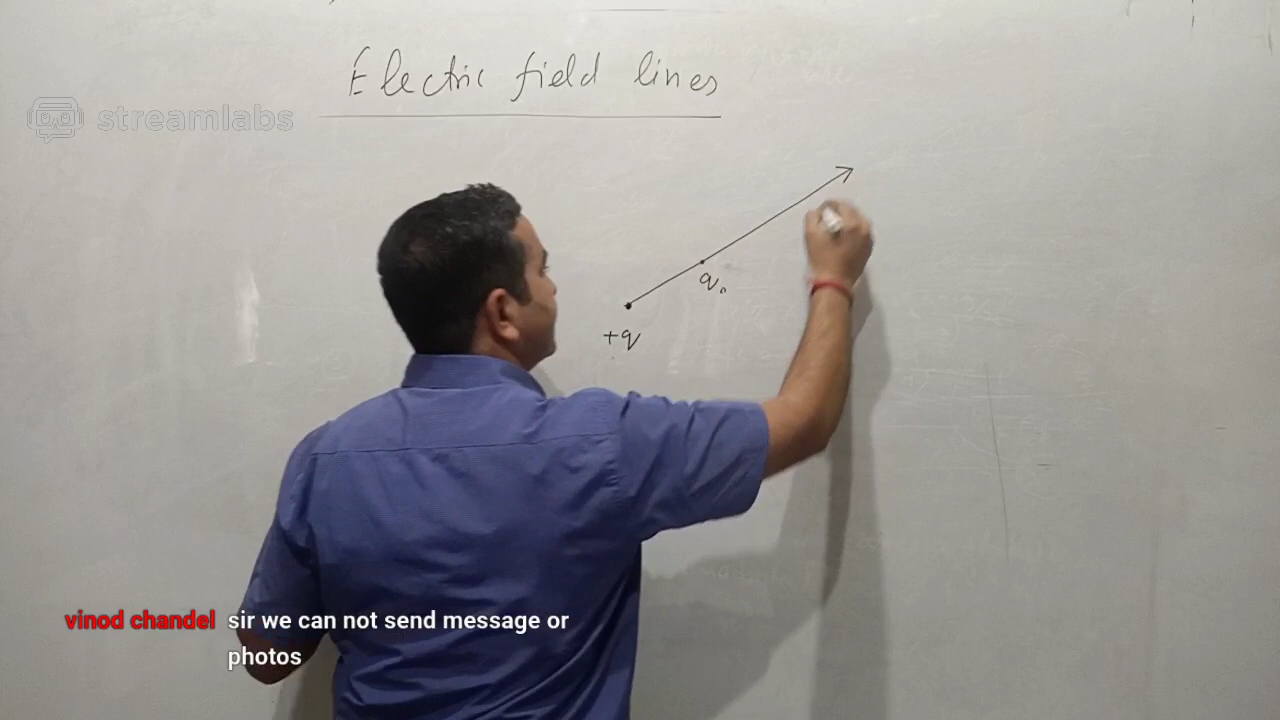 Electric field lines
streamlabs
q₀
+q
vinod chandel sir we can not send message or
photos